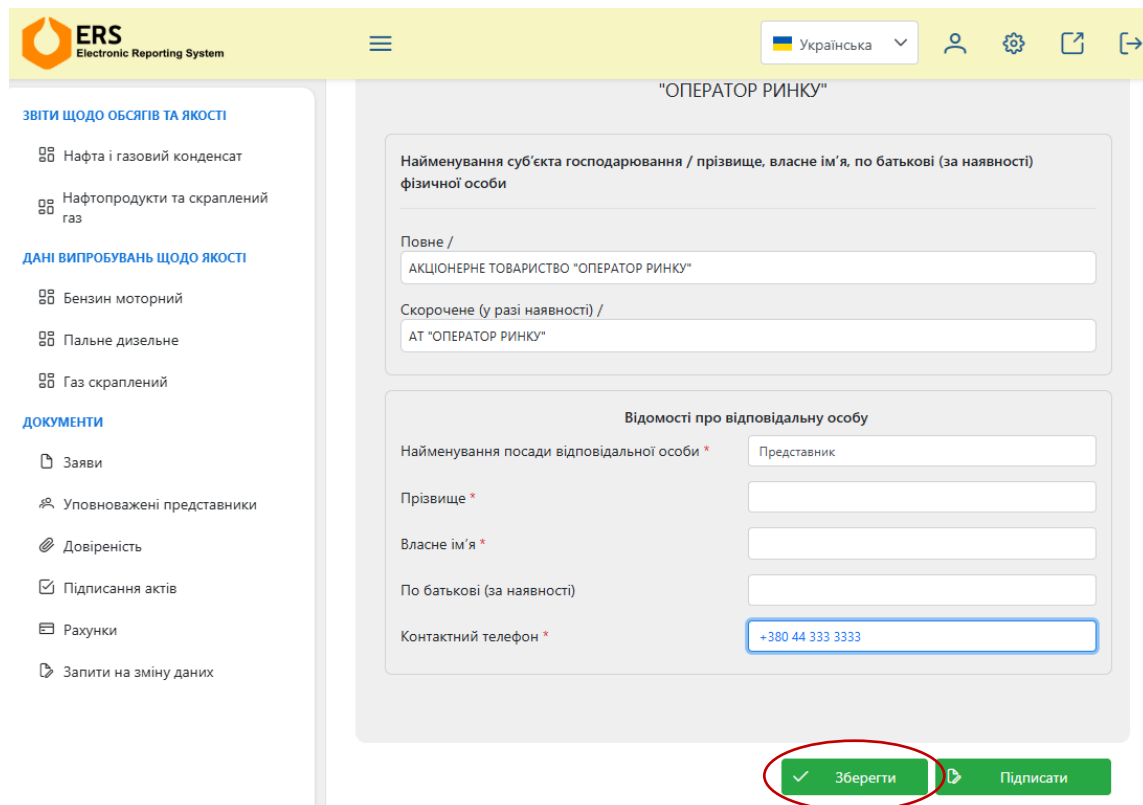 ERS
Electronic Reporting System
Українська
ЗВІТИ ЩОДО ОБСЯГІВ ТА ЯКОСТІ
Нафта і газовий конденсат
Нафтопродукти та скраплений
газ
ДАНІ ВИПРОБУВАНЬ ЩОДО ЯКОСТІ
Бензин моторний
Пальне дизельне
Газ скраплений
ДОКУМЕНТИ
Заяви
Уповноважені представники
Довіреність
Підписання актів
Рахунки
Запити на зміну даних
"ОПЕРАТОР РИНКУ"
Найменування суб’єкта господарювання / прізвище, власне ім’я, по батькові (за наявності)
фізичної особи
Повне /
АКЦІОНЕРНЕ ТОВАРИСТВО "ОПЕРАТОР РИНКУ"
Скорочене (у разі наявності) /
АТ "ОПЕРАТОР РИНКУ"
Відомості про відповідальну особу
Найменування посади відповідальної особи *
Представник
Прізвище *
Власне ім’я *
По батькові (за наявності)
Контактний телефон *
+380 44 333 3333
Зберегти
Підписати